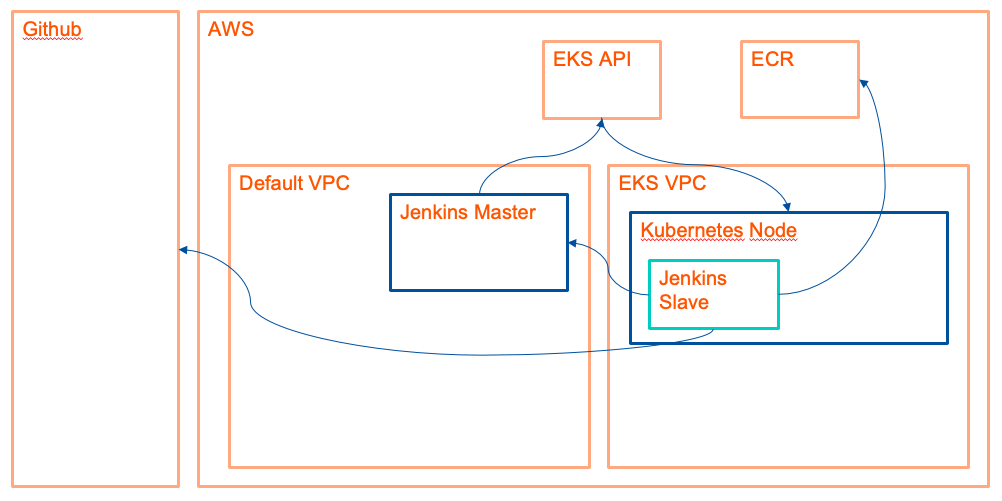 Github
AWS
EKS API
ECR
Default VPC
EKS VPC
Jenkins Master
Kubernetes Node
Jenkins
Slave